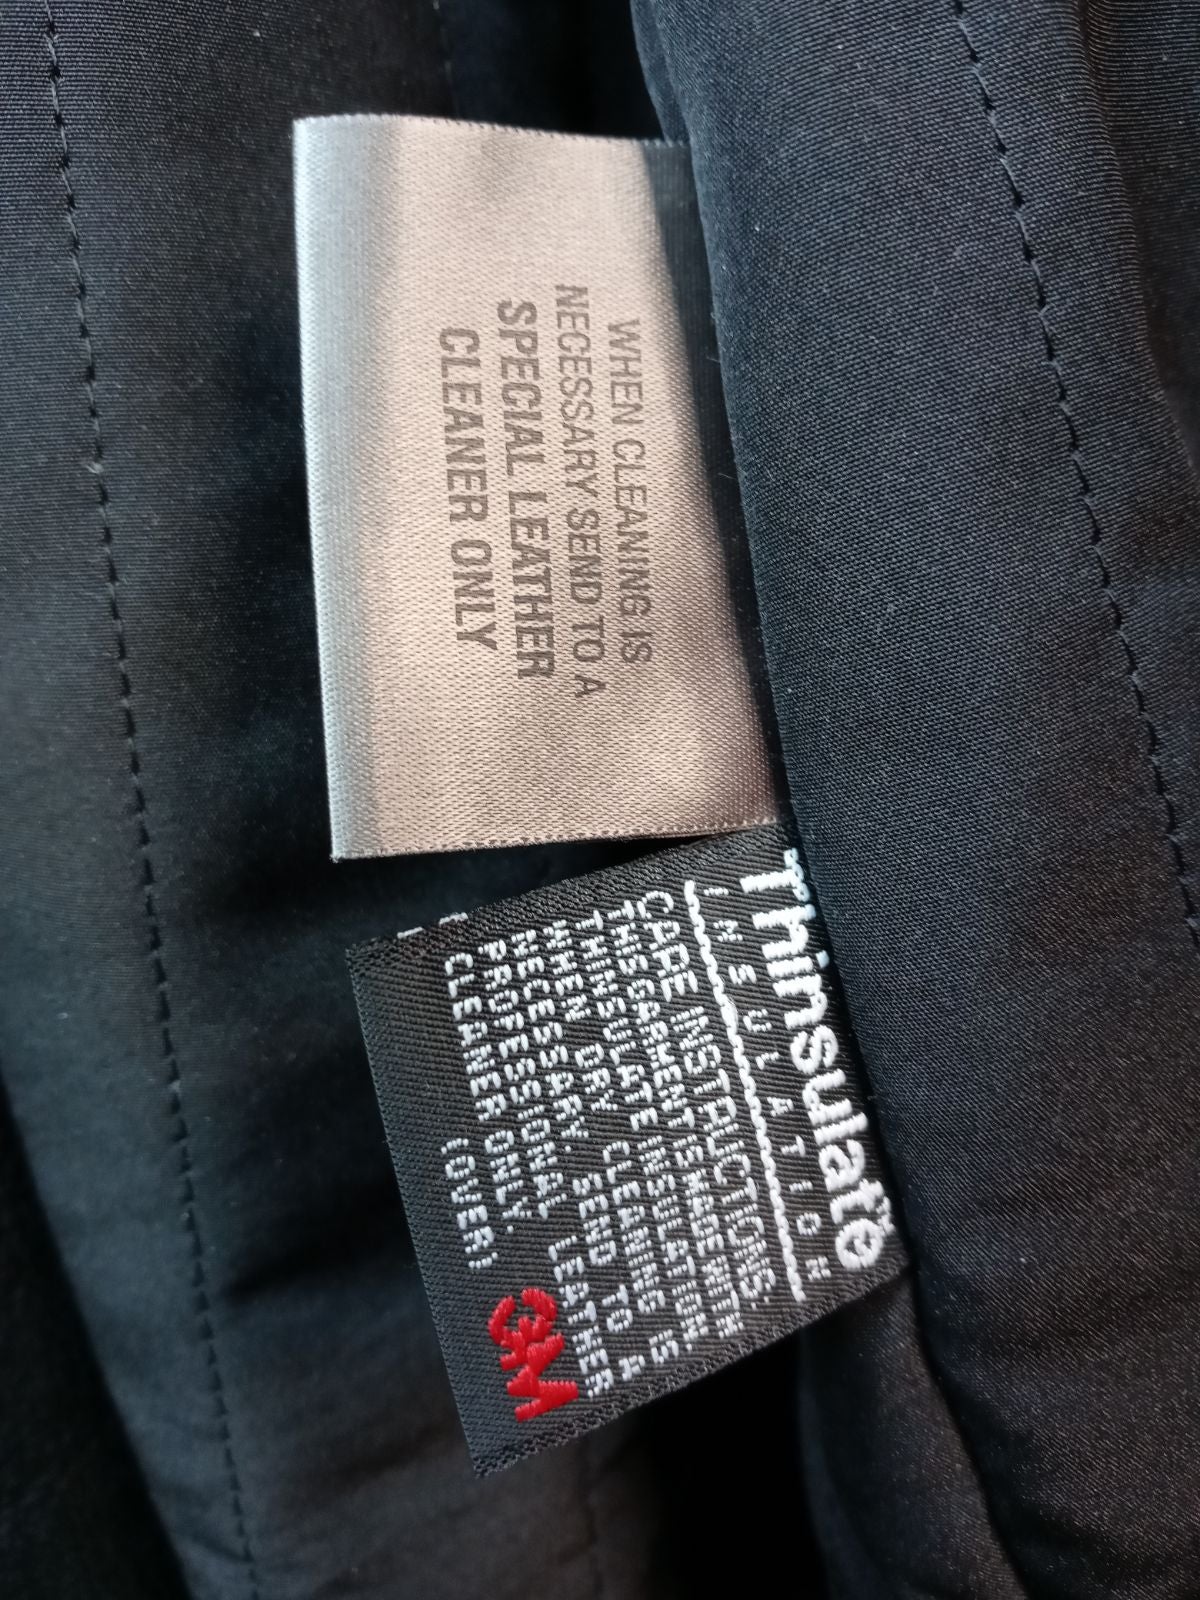 WHEN CLEANING IS
NECESSARY SEND TO A
SPECIAL LEATHER
CLEANER ONLY
Thinsulate
INSULATION
CARE INSTRUCTIONS:
THIS GARMENT IS MADE WITH
THINSULATE INSULATION.
WHEN DRY CLEANING IS
NECESSARY, SEND TO A
PROFESSIONAL LEATHER
CLEANER ONLY.
(OVER)
3M